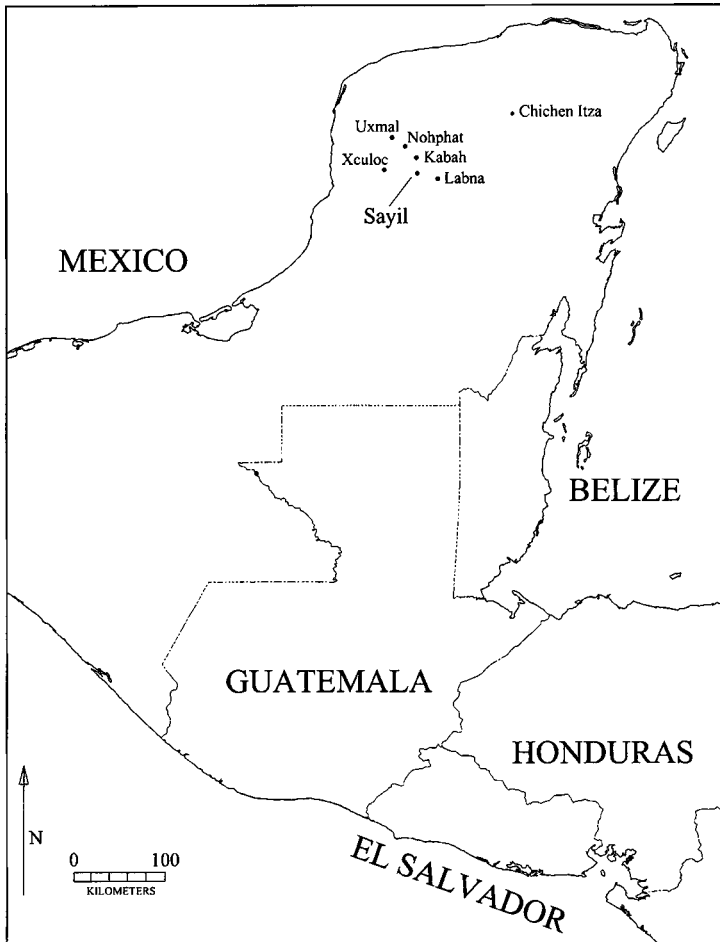 Chichen Itza
Uxmal
Nohphat
Xculoc
Kabah
Labna
Sayil
MEXICO
BELIZE
GUATEMALA
HONDURAS
N
0 100
KILOMETERS
EL SALVADOR